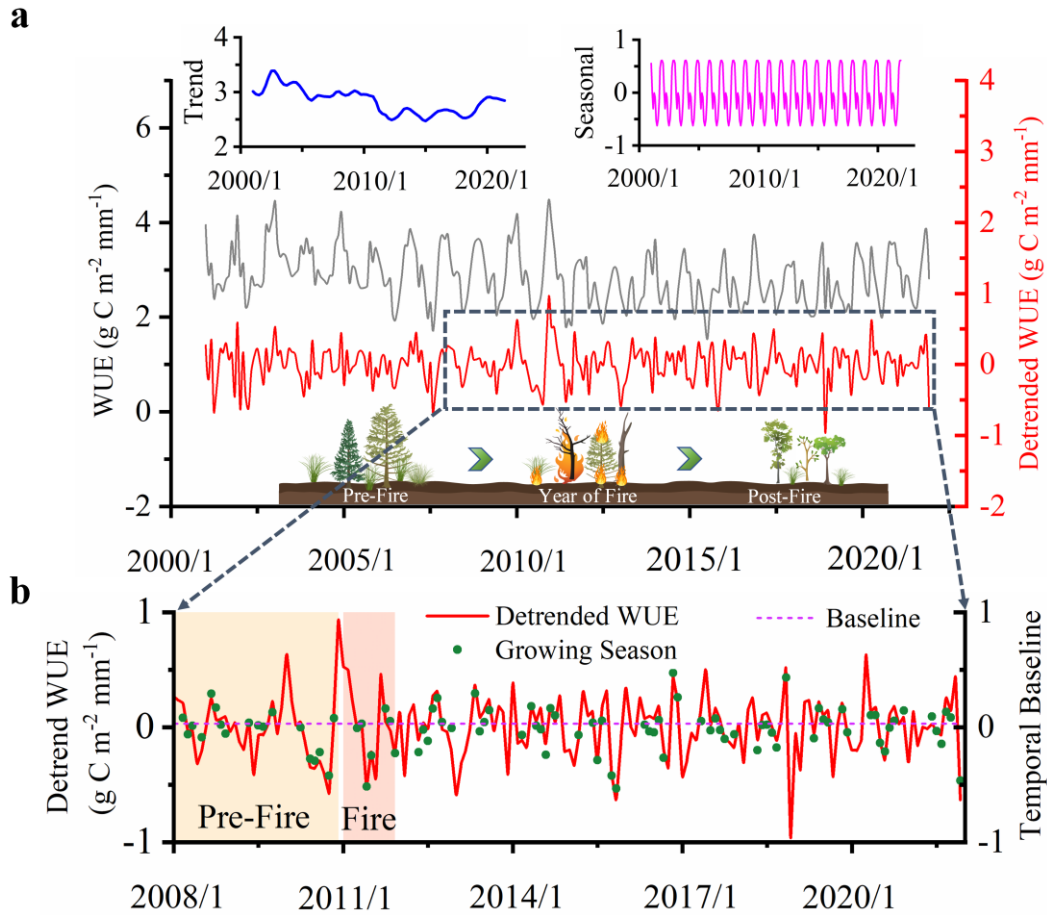 a
Trend
4
3
2
2000/1 2010/1 2020/1
Seasonal
1
0
-1
2000/1 2010/1 2020/1
WUE (g C m-2 mm-1)
6
4
2
0
-2
Detrended WUE (g C m-2 mm-1)
4
3
2
1
0
-1
-2
Pre-Fire Year of Fire Post-Fire
2000/1 2005/1 2010/1 2015/1 2020/1
b
Detrend WUE
(g C m-2 mm-1)
1
0
-1
Detrended WUE Baseline
Growing Season
Pre-Fire Fire
Temporal Baseline
1
0
-1
2008/1 2011/1 2014/1 2017/1 2020/1